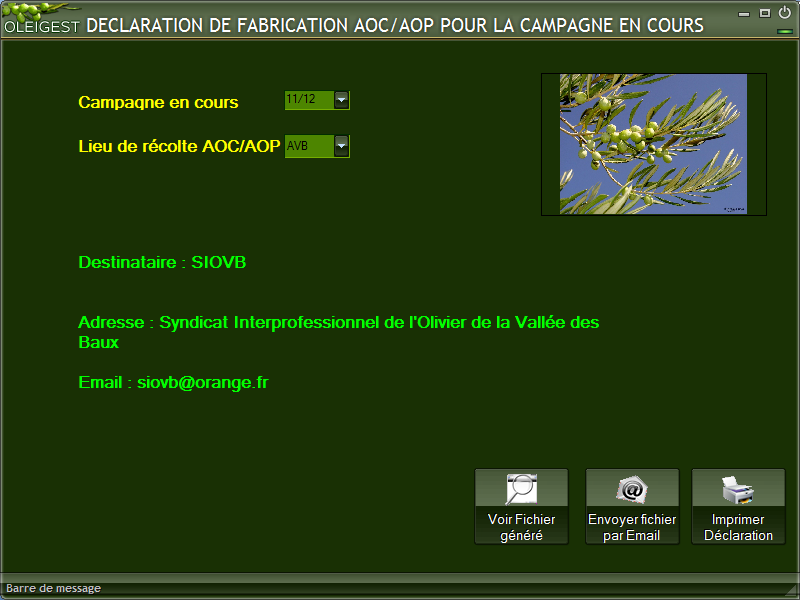 OLEIGEST DECLARATION DE FABRICATION AOC/AOP POUR LA CAMPAGNE EN COURS
Campagne en cours 11/12
Lieu de récolte AOC/AOP AVB
Destinataire : SIOVB
Adresse : Syndicat Interprofessionnel de l'Olivier de la Vallée des
Baux
Email : siovb@orange.fr
Voir Fichier
généré
Envoyer fichier
par Email
Imprimer
Déclaration
Barre de message